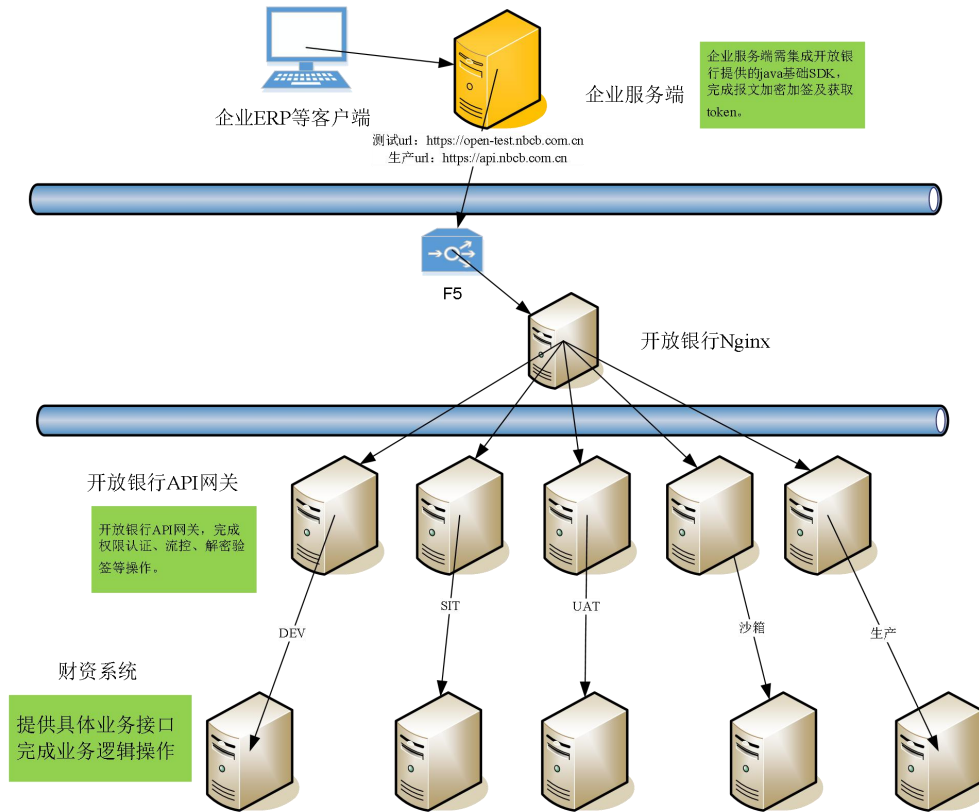 企业ERP等客户端
企业服务端
企业服务端需集成开放银
行提供的java基础SDK,
完成报文加密加签及获取
token。
测试url：https://open-test.nbcb.com.cn
生产url：https://api.nbcb.com.cn
F5
开放银行Nginx
开放银行API网关
开放银行API网关，完成
权限认证、流控、解密验
签等操作。
DEV
SIT
UAT
沙箱
生产
财资系统
提供具体业务接口
完成业务逻辑操作